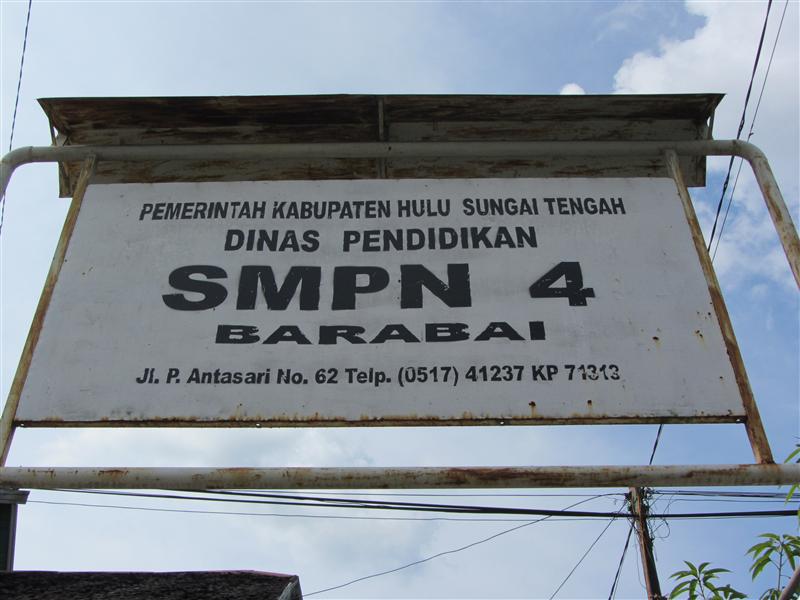 PEMERINTAH KABUPATEN HULU SUNGAI TENGAH
DINAS PENDIDIKAN
SMPN 4
BARABAI
Jl. P. Antasari No. 62 Telp. (0517) 41237 KP 71313